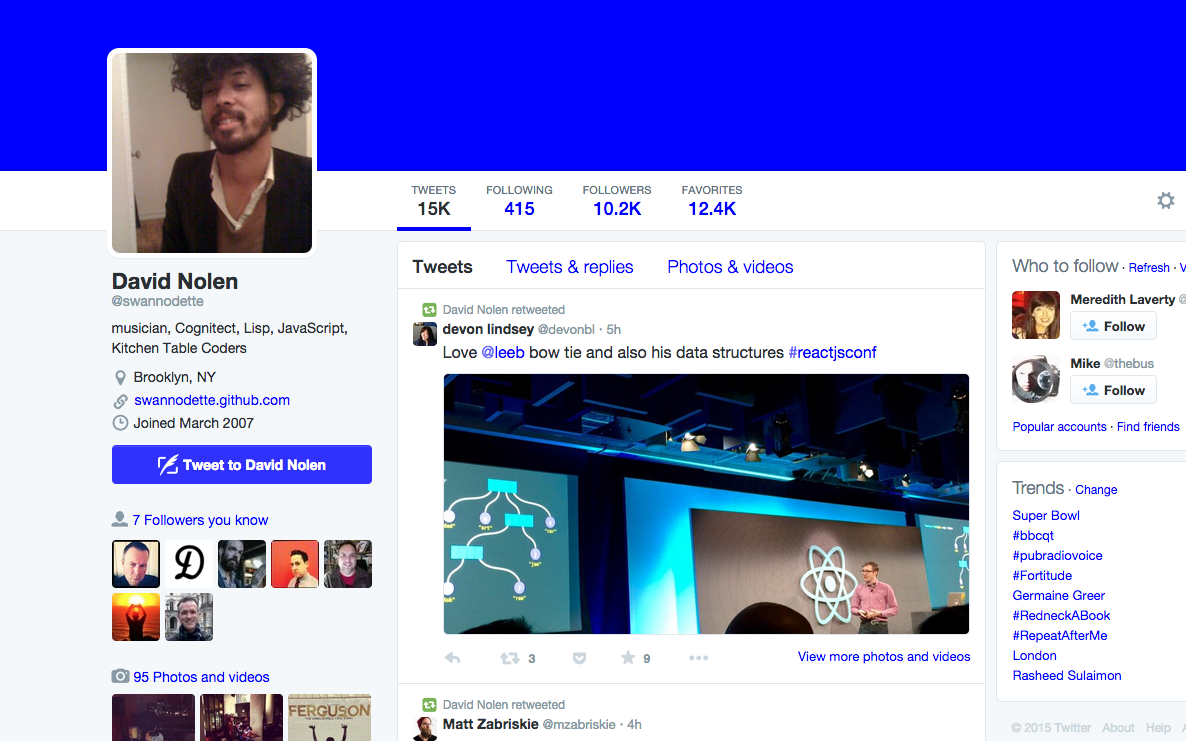 TWEETS
15K
FOLLOWING
415
FOLLOWERS
10.2K
FAVORITES
12.4K
David Nolen
@swannodette
musician, Cognitect, Lisp, JavaScript,
Kitchen Table Coders
Brooklyn, NY
swannodette.github.com
Joined March 2007
Tweet to David Nolen
7 Followers you know
D
95 Photos and videos
FERGUSON
Tweets Tweets & replies Photos & videos
David Nolen retweeted
devon lindsey @devonbl · 5h
Love @leeb bow tie and also his data structures #reactjsconf
3 9
View more photos and videos
David Nolen retweeted
Matt Zabriskie @mzabriskie · 4h
Who to follow · Refresh · V
Meredith Laverty @
Follow
Mike @thebus
Follow
Popular accounts · Find friends
Trends · Change
Super Bowl
#bbcqt
#pubradiovoice
#Fortitude
Germaine Greer
#RedneckABook
#RepeatAfterMe
London
Rasheed Sulaimon
© 2015 Twitter About Help